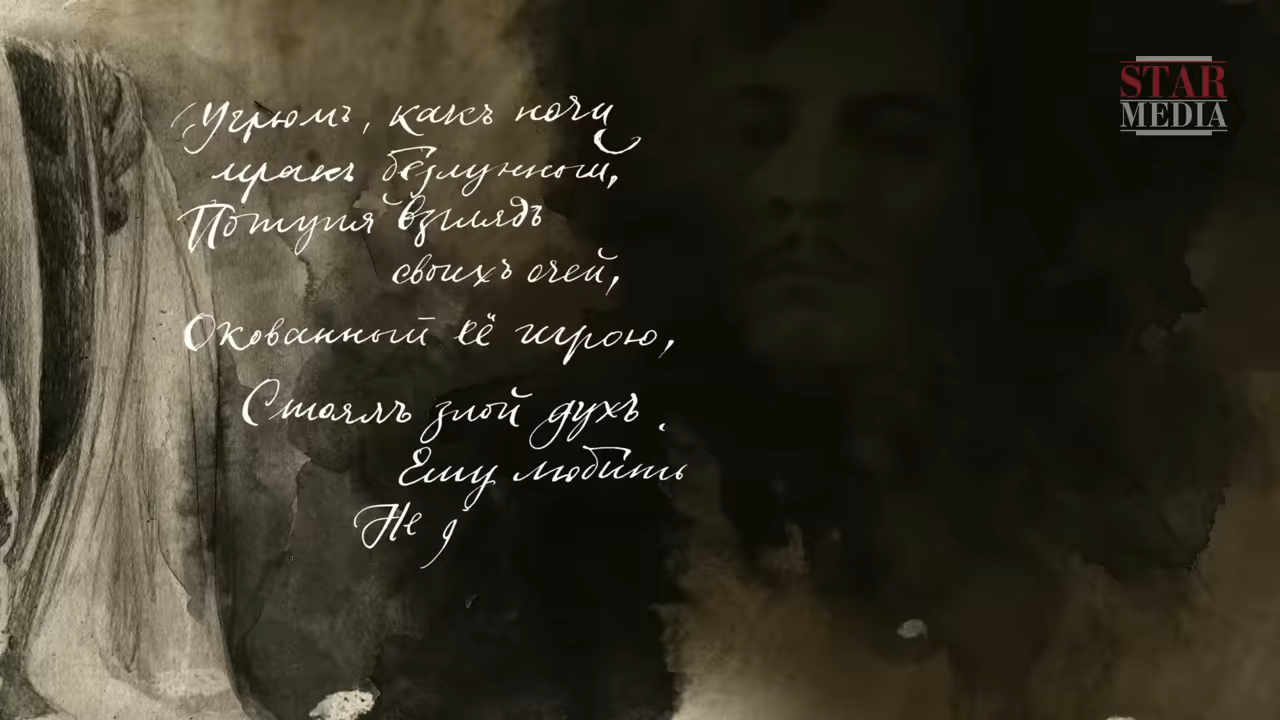 Угрюмъ, какъ ночи
мракъ безлунный,
Потупя взглядъ
своихъ очей,
Окованный её игрою,
Стоялъ злой духъ.
Ему любить
Не
STAR
MEDIA